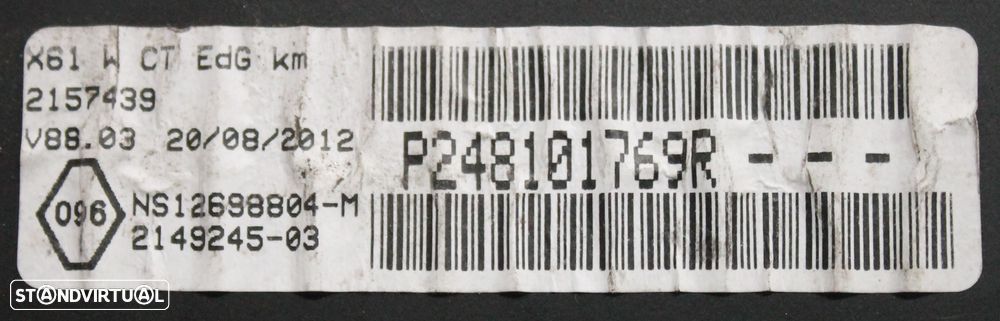 X61 W CT EdG km
2157439
V88.03 20/08/2012
096
NS12698804-M
2149245-03
P248101769R - - -
STANDVIRTUAL